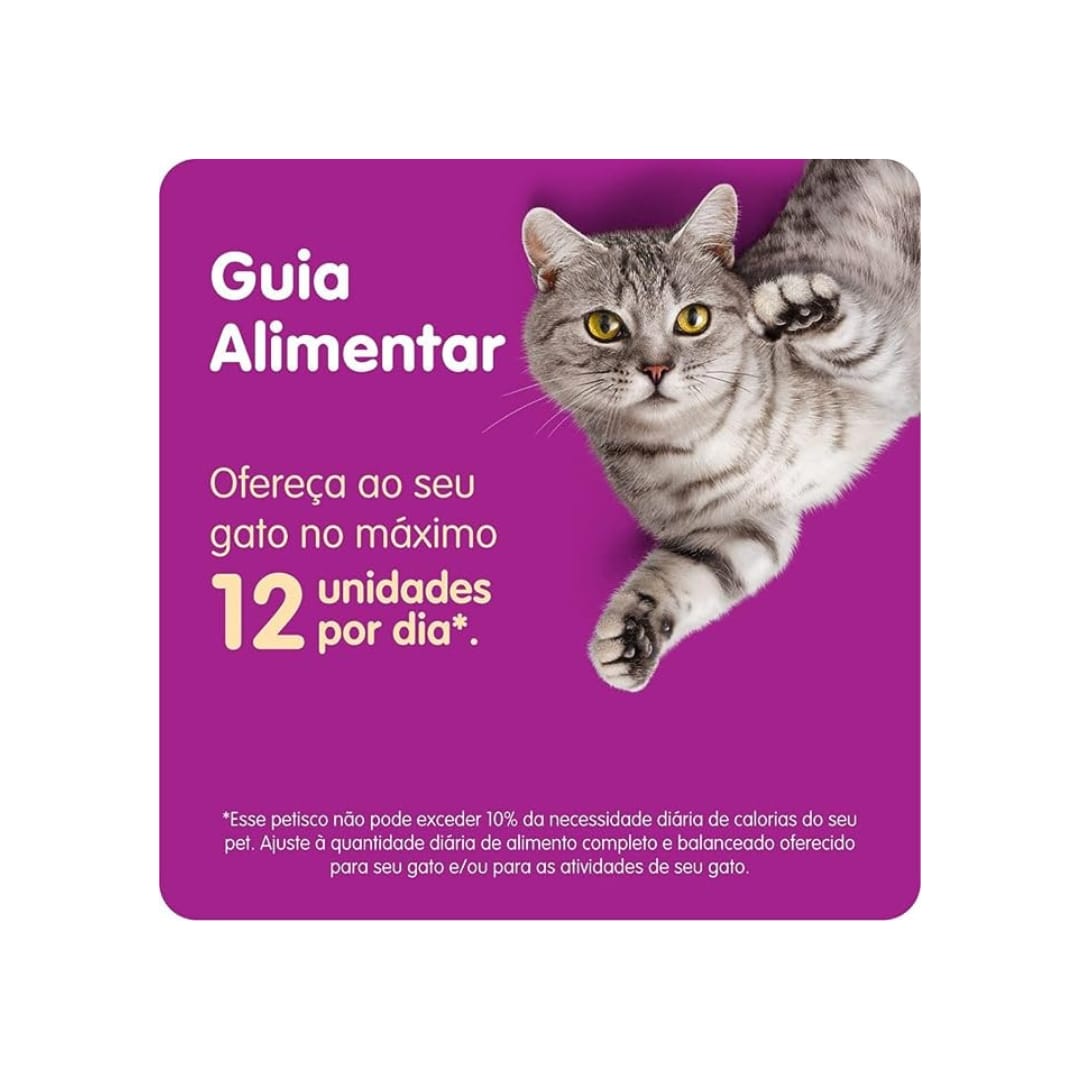 Guia
Alimentar
Ofereça ao seu
gato no máximo
12 unidades
por dia*.
*Esse petisco não pode exceder 10% da necessidade diária de calorias do seu
pet. Ajuste à quantidade diária de alimento completo e balanceado oferecido
para seu gato e/ou para as atividades de seu gato.